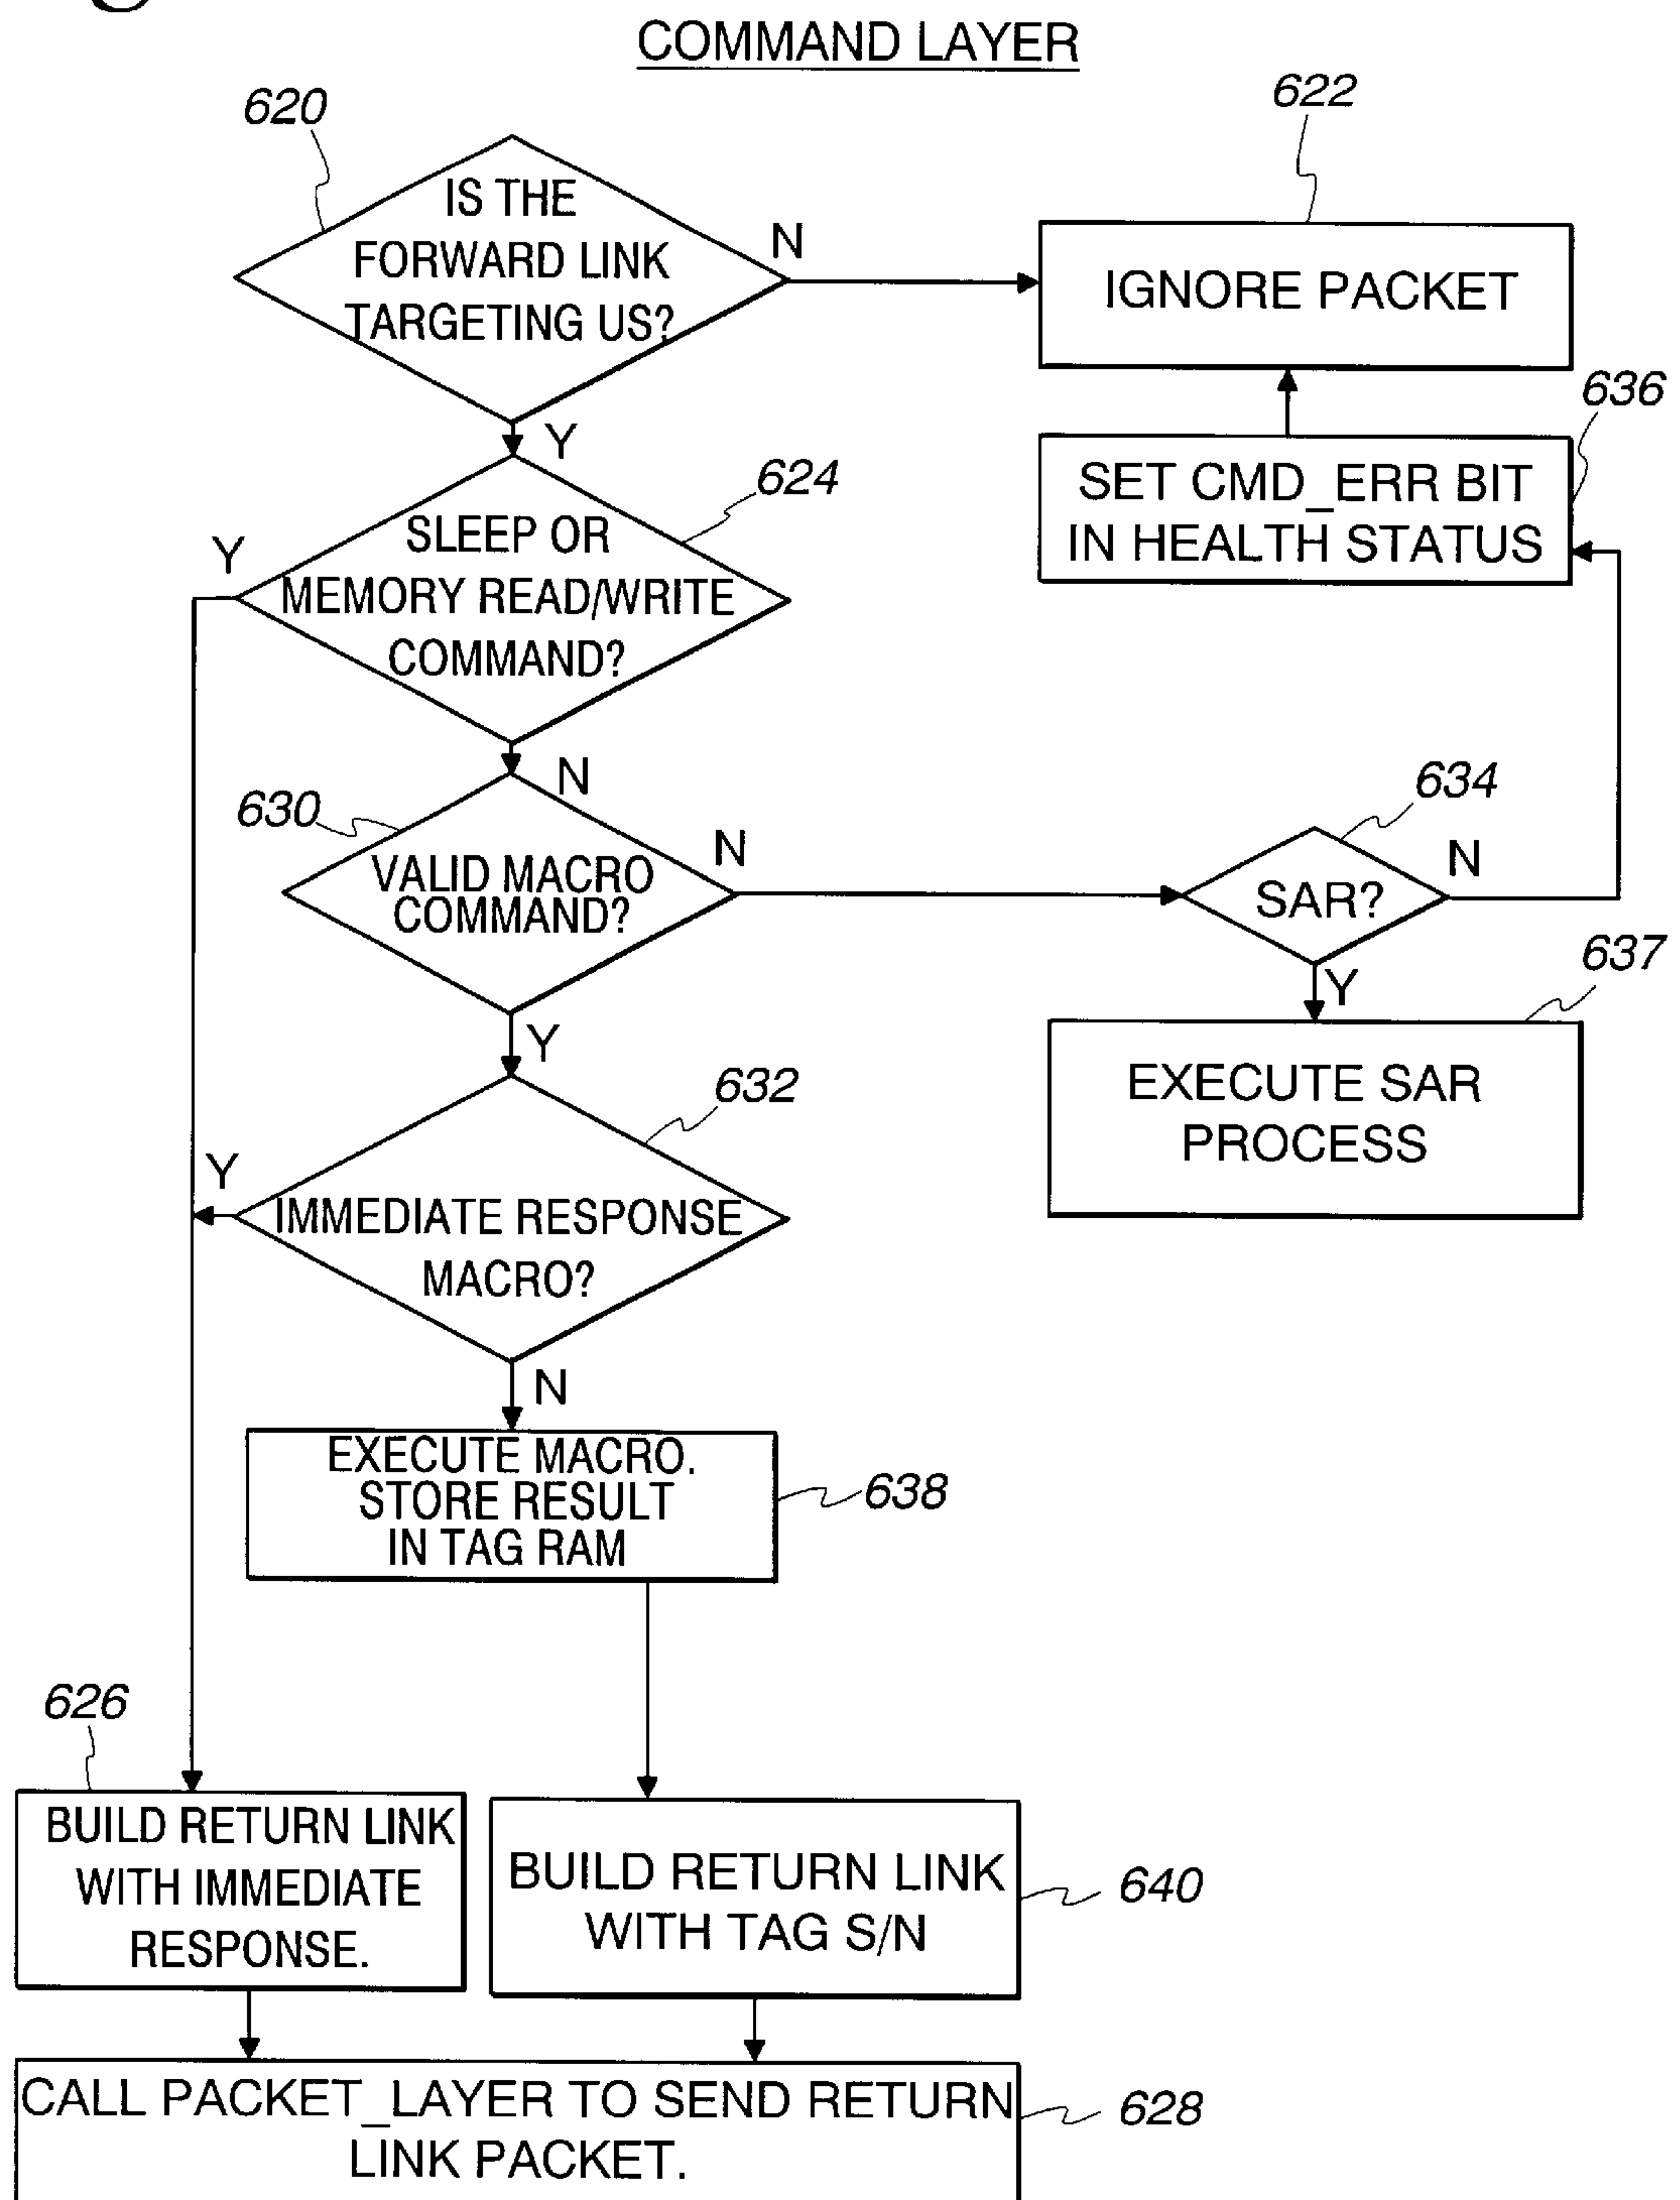 COMMAND LAYER
620
622
IS THE
FORWARD LINK
TARGETING US?
N
IGNORE PACKET
Y
636
624
SET CMD_ERR BIT
IN HEALTH STATUS
SLEEP OR
MEMORY READ/WRITE
COMMAND?
Y
N
630
634
VALID MACRO
COMMAND?
N
SAR?
N
637
Y
Y
EXECUTE SAR
PROCESS
632
IMMEDIATE RESPONSE
MACRO?
Y
N
EXECUTE MACRO.
STORE RESULT
IN TAG RAM
638
626
BUILD RETURN LINK
WITH IMMEDIATE
RESPONSE.
BUILD RETURN LINK
WITH TAG S/N
640
CALL PACKET_LAYER TO SEND RETURN
LINK PACKET.
628